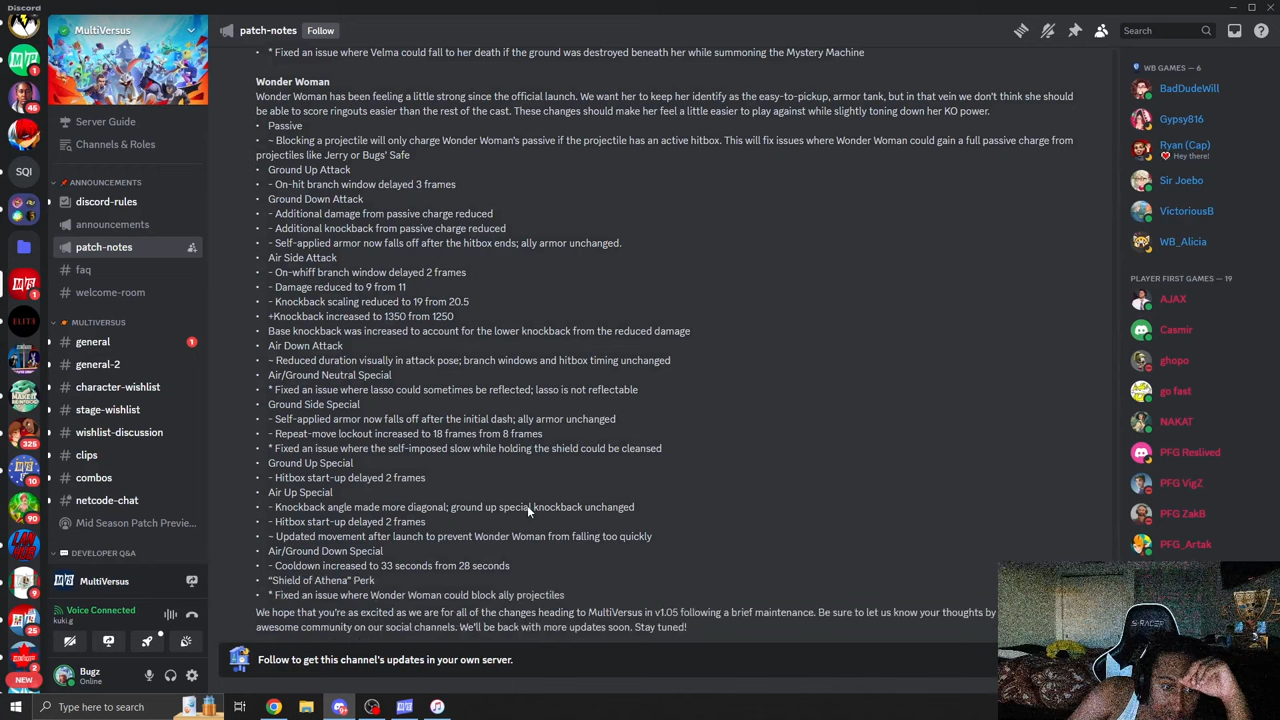 Discord
MultiVersus
Server Guide
Channels & Roles
ANNOUNCEMENTS
discord-rules
announcements
patch-notes
faq
welcome-room
MULTIVERSUS
general
1
general-2
character-wishlist
stage-wishlist
wishlist-discussion
clips
combos
netcode-chat
Mid Season Patch Preview...
DEVELOPER Q&A
MultiVersus
Voice Connected
kuki.g
Bugz
Online
1
45
SQI
1
ELITE
325
10
90
9
25
2
NEW
patch-notes
Follow
Search
* Fixed an issue where Velma could fall to her death if the ground was destroyed beneath her while summoning the Mystery Machine
Wonder Woman
Wonder Woman has been feeling a little strong since the official launch. We want her to keep her identify as the easy-to-pickup, armor tank, but in that vein we don't think she should
be able to score ringouts easier than the rest of the cast. These changes should make her feel a little easier to play against while slightly toning down her KO power.
• Passive
• ~ Blocking a projectile will only charge Wonder Woman's passive if the projectile has an active hitbox. This will fix issues where Wonder Woman could gain a full passive charge from
projectiles like Jerry or Bugs' Safe
• Ground Up Attack
• - On-hit branch window delayed 3 frames
• Ground Down Attack
• - Additional damage from passive charge reduced
• - Additional knockback from passive charge reduced
• - Self-applied armor now falls off after the hitbox ends; ally armor unchanged.
• Air Side Attack
• - On-whiff branch window delayed 2 frames
• - Damage reduced to 9 from 11
• - Knockback scaling reduced to 19 from 20.5
• +Knockback increased to 1350 from 1250
• Base knockback was increased to account for the lower knockback from the reduced damage
• Air Down Attack
• ~ Reduced duration visually in attack pose; branch windows and hitbox timing unchanged
• Air/Ground Neutral Special
• * Fixed an issue where lasso could sometimes be reflected; lasso is not reflectable
• Ground Side Special
• - Self-applied armor now falls off after the initial dash; ally armor unchanged
• - Repeat-move lockout increased to 18 frames from 8 frames
• * Fixed an issue where the self-imposed slow while holding the shield could be cleansed
• Ground Up Special
• - Hitbox start-up delayed 2 frames
• Air Up Special
• - Knockback angle made more diagonal; ground up special knockback unchanged
• - Hitbox start-up delayed 2 frames
• ~ Updated movement after launch to prevent Wonder Woman from falling too quickly
• Air/Ground Down Special
• - Cooldown increased to 33 seconds from 28 seconds
• "Shield of Athena" Perk
• * Fixed an issue where Wonder Woman could block ally projectiles
We hope that you're as excited as we are for all of the changes heading to MultiVersus in v1.05 following a brief maintenance. Be sure to let us know your thoughts by
awesome community on our social channels. We'll be back with more updates soon. Stay tuned!
Follow to get this channel's updates in your own server.
WB GAMES — 6
BadDudeWill
Gypsy816
Ryan (Cap)
Hey there!
Sir Joebo
VictoriousB
WB_Alicia
PLAYER FIRST GAMES — 19
AJAX
Casmir
ghopo
go fast
NAKAT
PFG Reslived
PFG VigZ
PFG ZakB
PFG_Artak
S-RACER
Type here to search